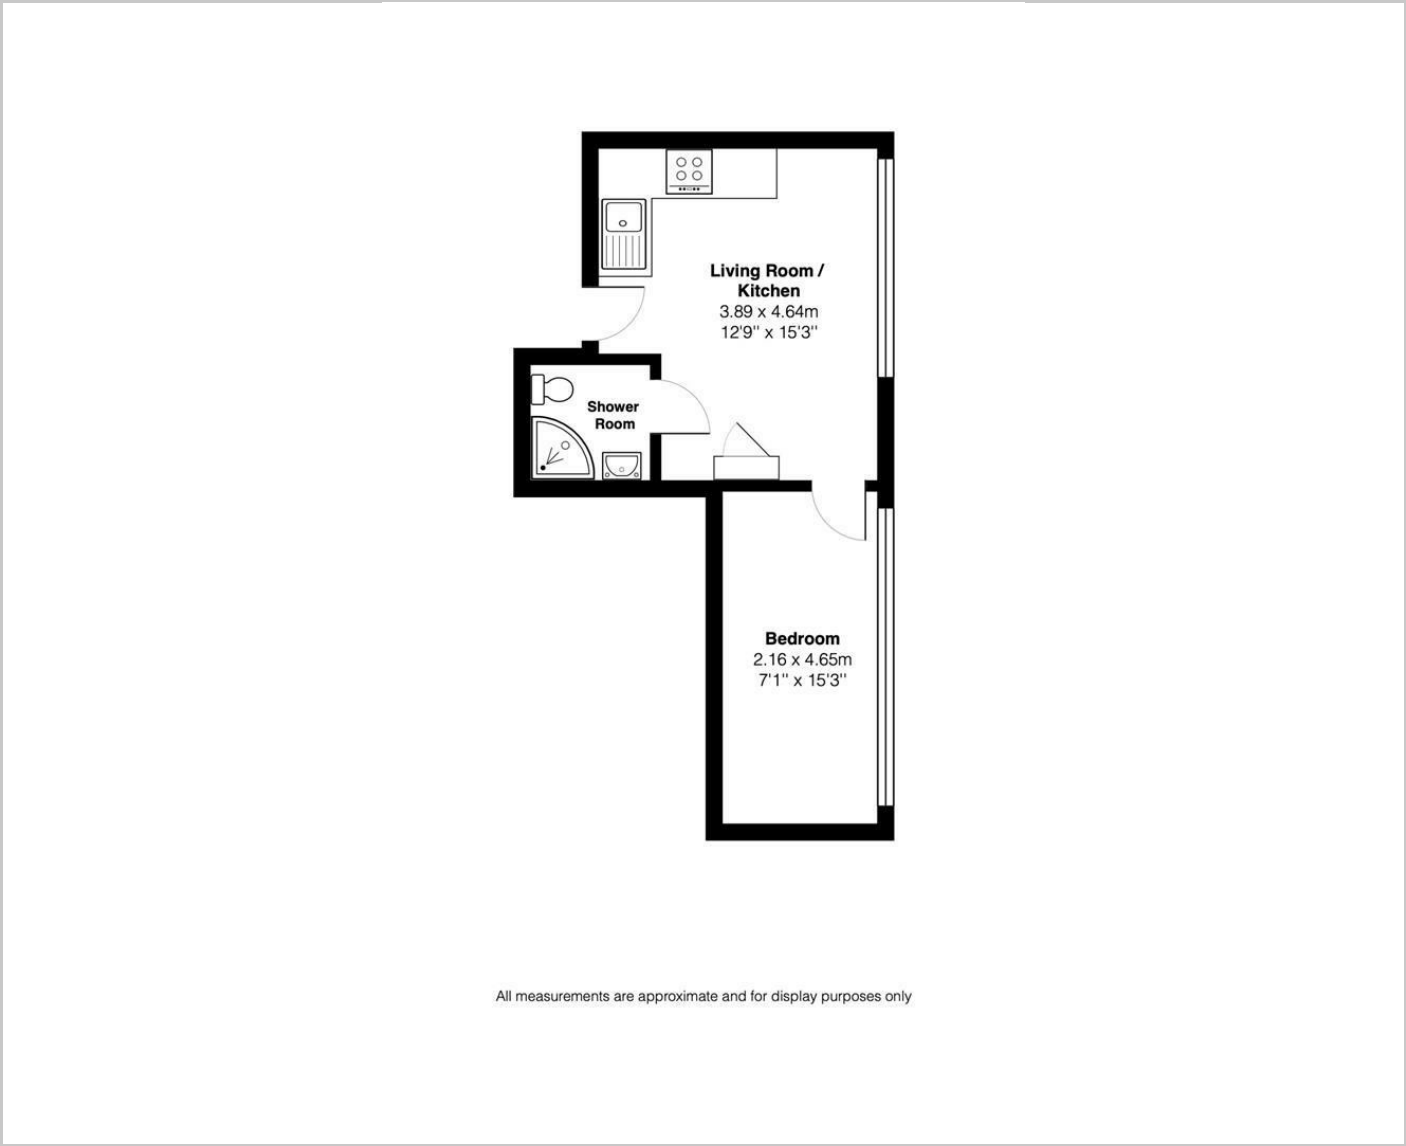 Living Room /
Kitchen
3.89 x 4.64m
12'9" x 15'3"
Shower
Room
Bedroom
2.16 x 4.65m
7'1" x 15'3"
All measurements are approximate and for display purposes only